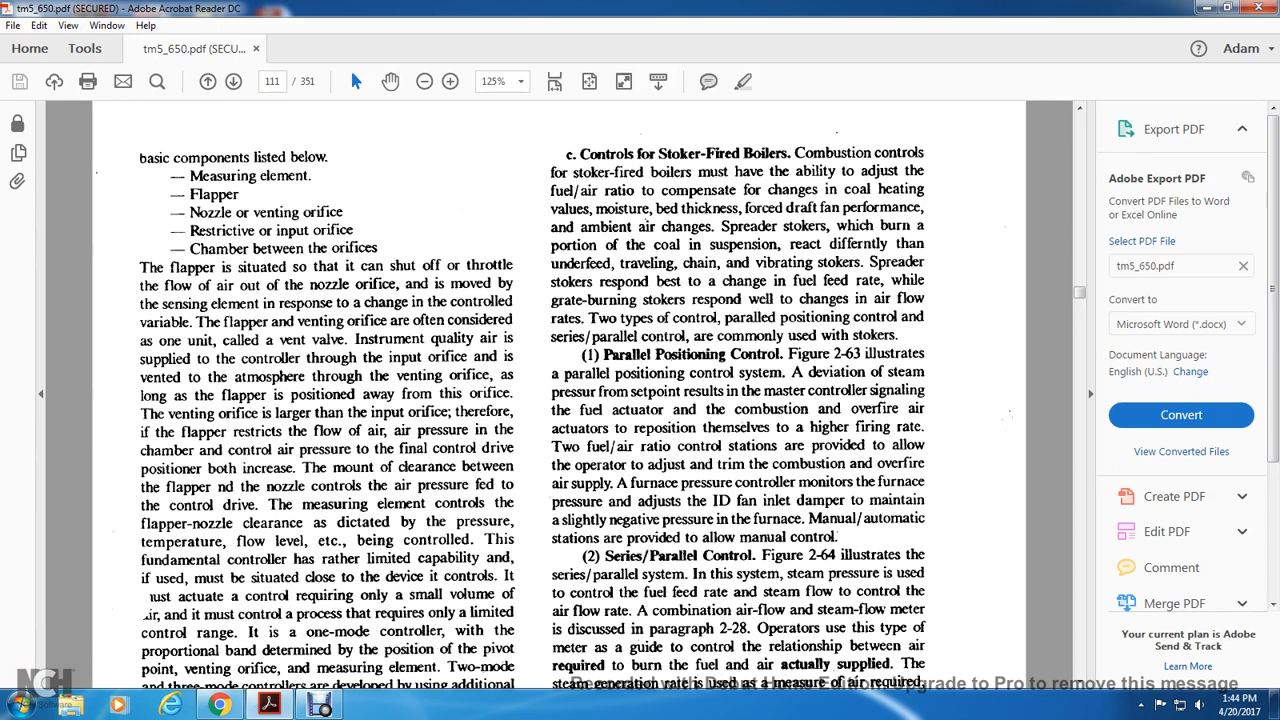 tm5_650.pdf (SECURED) - Adobe Acrobat Reader DC
File Edit View Window Help
Home Tools tm5_650.pdf (SECU... × Adam
111 / 351 125%
basic components listed below.
— Measuring element.
— Flapper
— Nozzle or venting orifice
— Restrictive or input orifice
— Chamber between the orifices
The flapper is situated so that it can shut off or throttle
the flow of air out of the nozzle orifice, and is moved by
the sensing element in response to a change in the controlled
variable. The flapper and venting orifice are often considered
as one unit, called a vent valve. Instrument quality air is
supplied to the controller through the input orifice and is
vented to the atmosphere through the venting orifice, as
long as the flapper is positioned away from this orifice.
The venting orifice is larger than the input orifice; therefore,
if the flapper restricts the flow of air, air pressure in the
chamber and control air pressure to the final control drive
positioner both increase. The mount of clearance between
the flapper nd the nozzle controls the air pressure fed to
the control drive. The measuring element controls the
flapper-nozzle clearance as dictated by the pressure,
temperature, flow level, etc., being controlled. This
fundamental controller has rather limited capability and,
if used, must be situated close to the device it controls. It
ust actuate a control requiring only a small volume of
ir, and it must control a process that requires only a limited
control range. It is a one-mode controller, with the
proportional band determined by the position of the pivot
point, venting orifice, and measuring element. Two-mode
and three-mode controllers are developed by using additional
c. Controls for Stoker-Fired Boilers. Combustion controls
for stoker-fired boilers must have the ability to adjust the
fuel/air ratio to compensate for changes in coal heating
values, moisture, bed thickness, forced draft fan performance,
and ambient air changes. Spreader stokers, which burn a
portion of the coal in suspension, react differntly than
underfeed, traveling, chain, and vibrating stokers. Spreader
stokers respond best to a change in fuel feed rate, while
grate-burning stokers respond well to changes in air flow
rates. Two types of control, paralled positioning control and
series/parallel control, are commonly used with stokers.
(1) Parallel Positioning Control. Figure 2-63 illustrates
a parallel positioning control system. A deviation of steam
pressur from setpoint results in the master controller signaling
the fuel actuator and the combustion and overfire air
actuators to reposition themselves to a higher firing rate.
Two fuel/air ratio control stations are provided to allow
the operator to adjust and trim the combustion and overfire
air supply. A furnace pressure controller monitors the furnace
pressure and adjusts the ID fan inlet damper to maintain
a slightly negative pressure in the furnace. Manual/automatic
stations are provided to allow manual control.
(2) Series/Parallel Control. Figure 2-64 illustrates the
series/parallel system. In this system, steam pressure is used
to control the fuel feed rate and steam flow to control the
air flow rate. A combination air-flow and steam-flow meter
is discussed in paragraph 2-28. Operators use this type of
meter as a guide to control the relationship between air
required to burn the fuel and air actually supplied. The
steam generation rate is used as a measure of air required,
Export PDF
Adobe Export PDF
Convert PDF Files to Word
or Excel Online
Select PDF File
tm5_650.pdf
Convert to
Microsoft Word (*.docx)
Document Language:
English (U.S.) Change
Convert
View Converted Files
Create PDF
Edit PDF
Comment
Merge PDF
Your current plan is Adobe
Send & Track
Learn More
NCH
Software
upgrade to Pro to remove this message
1:44 PM
4/20/2017